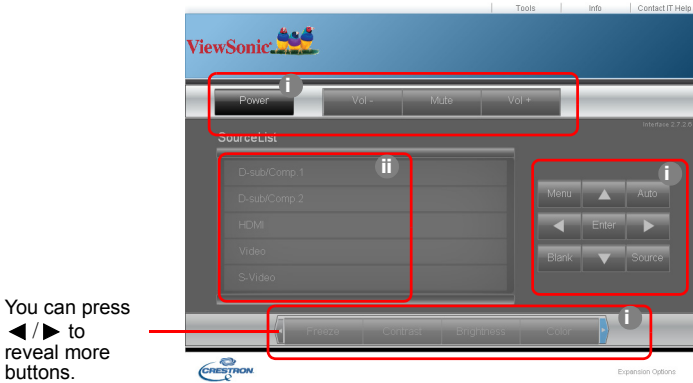 Tools Info Contact IT Help
ViewSonic
i
Power Vol - Mute Vol +
Interface 2.7.2.6
SourceList
ii
D-sub/Comp.1
D-sub/Comp.2
HDMI
Video
S-Video
i
Menu ▲ Auto
◀ Enter ▶
Blank ▼ Source
You can press
◀ / ▶ to
reveal more
buttons.
i
Freeze Contrast Brightness Color
CRESTRON
Expansion Options